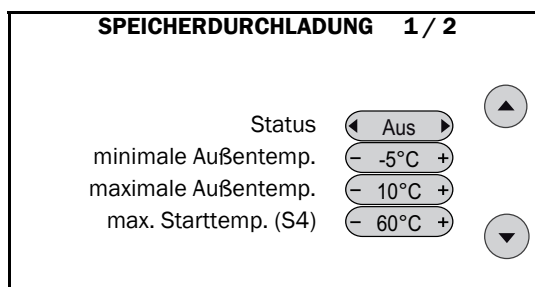 SPEICHERDURCHLADUNG 1 / 2
Status Aus
minimale Außentemp. - -5°C +
maximale Außentemp. - 10°C +
max. Starttemp. (S4) - 60°C +